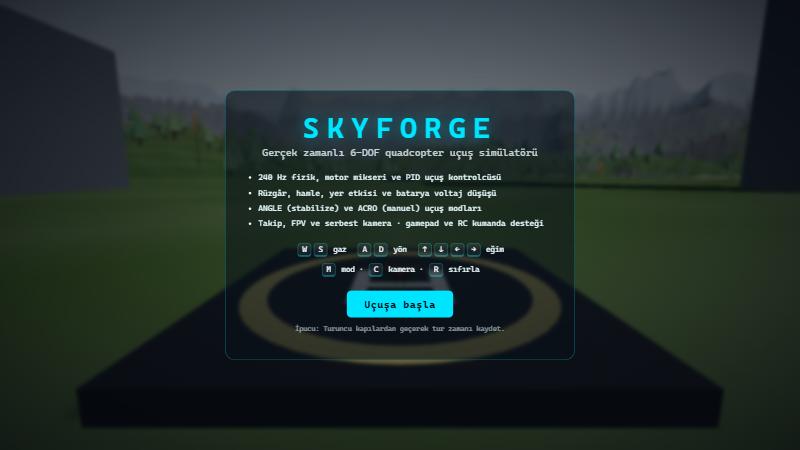 SKYFORGE
Gerçek zamanlı 6-DOF quadcopter uçuş simülatörü
• 240 Hz fizik, motor mikseri ve PID uçuş kontrolcüsü
• Rüzgâr, hamle, yer etkisi ve batarya voltaj düşüşü
• ANGLE (stabilize) ve ACRO (manuel) uçuş modları
• Takip, FPV ve serbest kamera · gamepad ve RC kumanda desteği
W S gaz A D yön ↑ ↓ ← → eğim
M mod · C kamera · R sıfırla
Uçuşa başla
İpucu: Turuncu kapılardan geçerek tur zamanı kaydet.